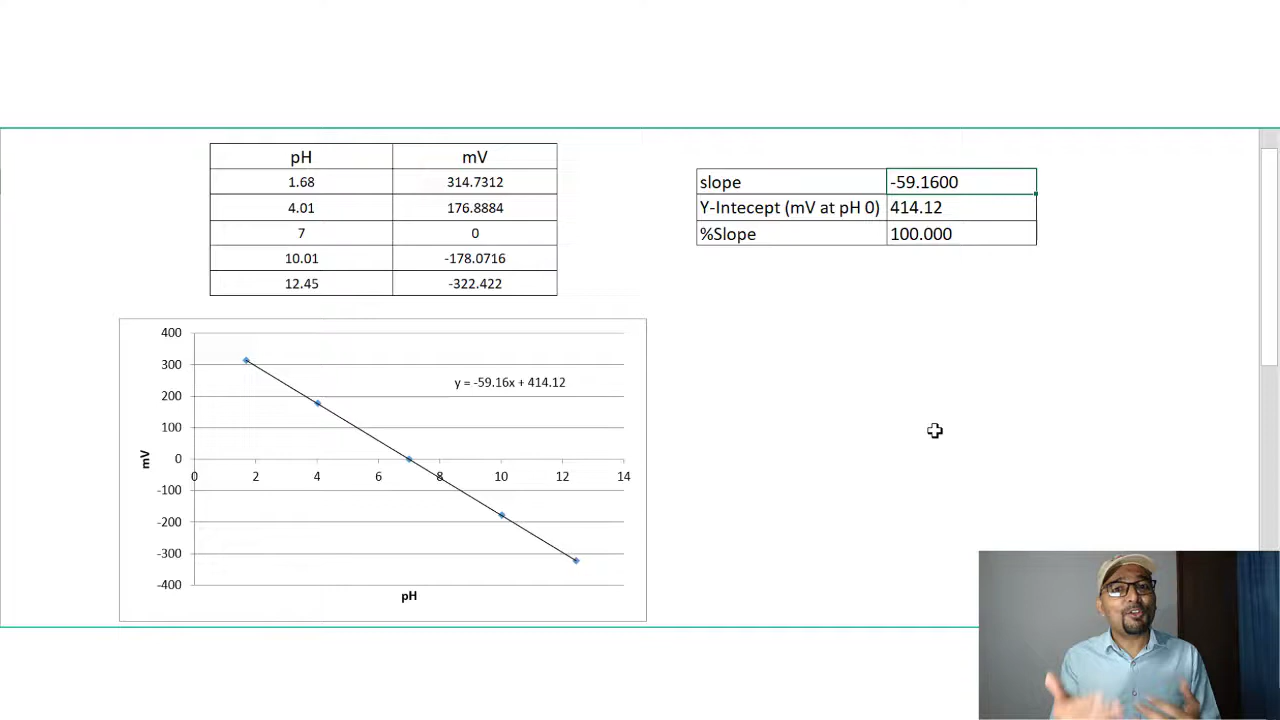 pH mV
1.68 314.7312
4.01 176.8884
7 0
10.01 -178.0716
12.45 -322.422
slope -59.1600
Y-Intecept (mV at pH 0) 414.12
%Slope 100.000
400
300
200
100
0
-100
-200
-300
-400
mV
y = -59.16x + 414.12
0 2 4 6 8 10 12 14
pH